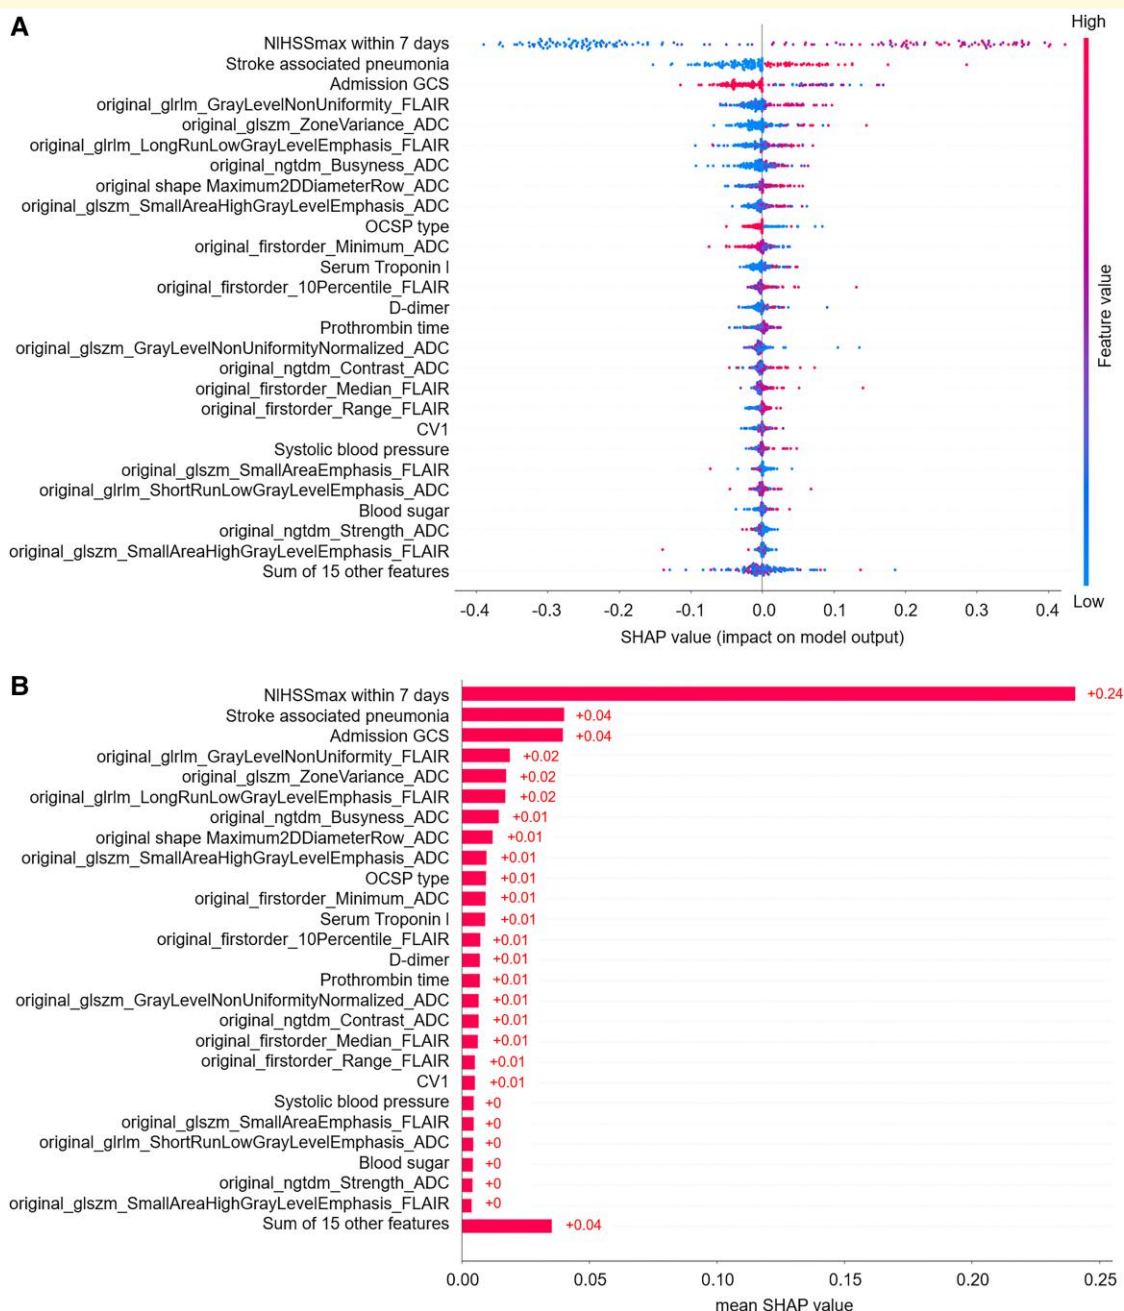 A
High
NIHSSmax within 7 days
Stroke associated pneumonia
Admission GCS
original_glrlm_GrayLevelNonUniformity_FLAIR
original_glszm_ZoneVariance_ADC
original_glrlm_LongRunLowGrayLevelEmphasis_FLAIR
original_ngtdm_Busyness_ADC
original shape Maximum2DDiameterRow_ADC
original_glszm_SmallAreaHighGrayLevelEmphasis_ADC
OCSP type
original_firstorder_Minimum_ADC
Serum Troponin I
original_firstorder_10Percentile_FLAIR
D-dimer
Prothrombin time
original_glszm_GrayLevelNonUniformityNormalized_ADC
original_ngtdm_Contrast_ADC
original_firstorder_Median_FLAIR
original_firstorder_Range_FLAIR
CV1
Systolic blood pressure
original_glszm_SmallAreaEmphasis_FLAIR
original_glrlm_ShortRunLowGrayLevelEmphasis_ADC
Blood sugar
original_ngtdm_Strength_ADC
original_glszm_SmallAreaHighGrayLevelEmphasis_FLAIR
Sum of 15 other features
Feature value
Low
-0.4 -0.3 -0.2 -0.1 0.0 0.1 0.2 0.3 0.4
SHAP value (impact on model output)
B
NIHSSmax within 7 days +0.24
Stroke associated pneumonia +0.04
Admission GCS +0.04
original_glrlm_GrayLevelNonUniformity_FLAIR +0.02
original_glszm_ZoneVariance_ADC +0.02
original_glrlm_LongRunLowGrayLevelEmphasis_FLAIR +0.02
original_ngtdm_Busyness_ADC +0.01
original shape Maximum2DDiameterRow_ADC +0.01
original_glszm_SmallAreaHighGrayLevelEmphasis_ADC +0.01
OCSP type +0.01
original_firstorder_Minimum_ADC +0.01
Serum Troponin I +0.01
original_firstorder_10Percentile_FLAIR +0.01
D-dimer +0.01
Prothrombin time +0.01
original_glszm_GrayLevelNonUniformityNormalized_ADC +0.01
original_ngtdm_Contrast_ADC +0.01
original_firstorder_Median_FLAIR +0.01
original_firstorder_Range_FLAIR +0.01
CV1 +0.01
Systolic blood pressure +0
original_glszm_SmallAreaEmphasis_FLAIR +0
original_glrlm_ShortRunLowGrayLevelEmphasis_ADC +0
Blood sugar +0
original_ngtdm_Strength_ADC +0
original_glszm_SmallAreaHighGrayLevelEmphasis_FLAIR +0
Sum of 15 other features +0.04
0.00 0.05 0.10 0.15 0.20 0.25
mean SHAP value